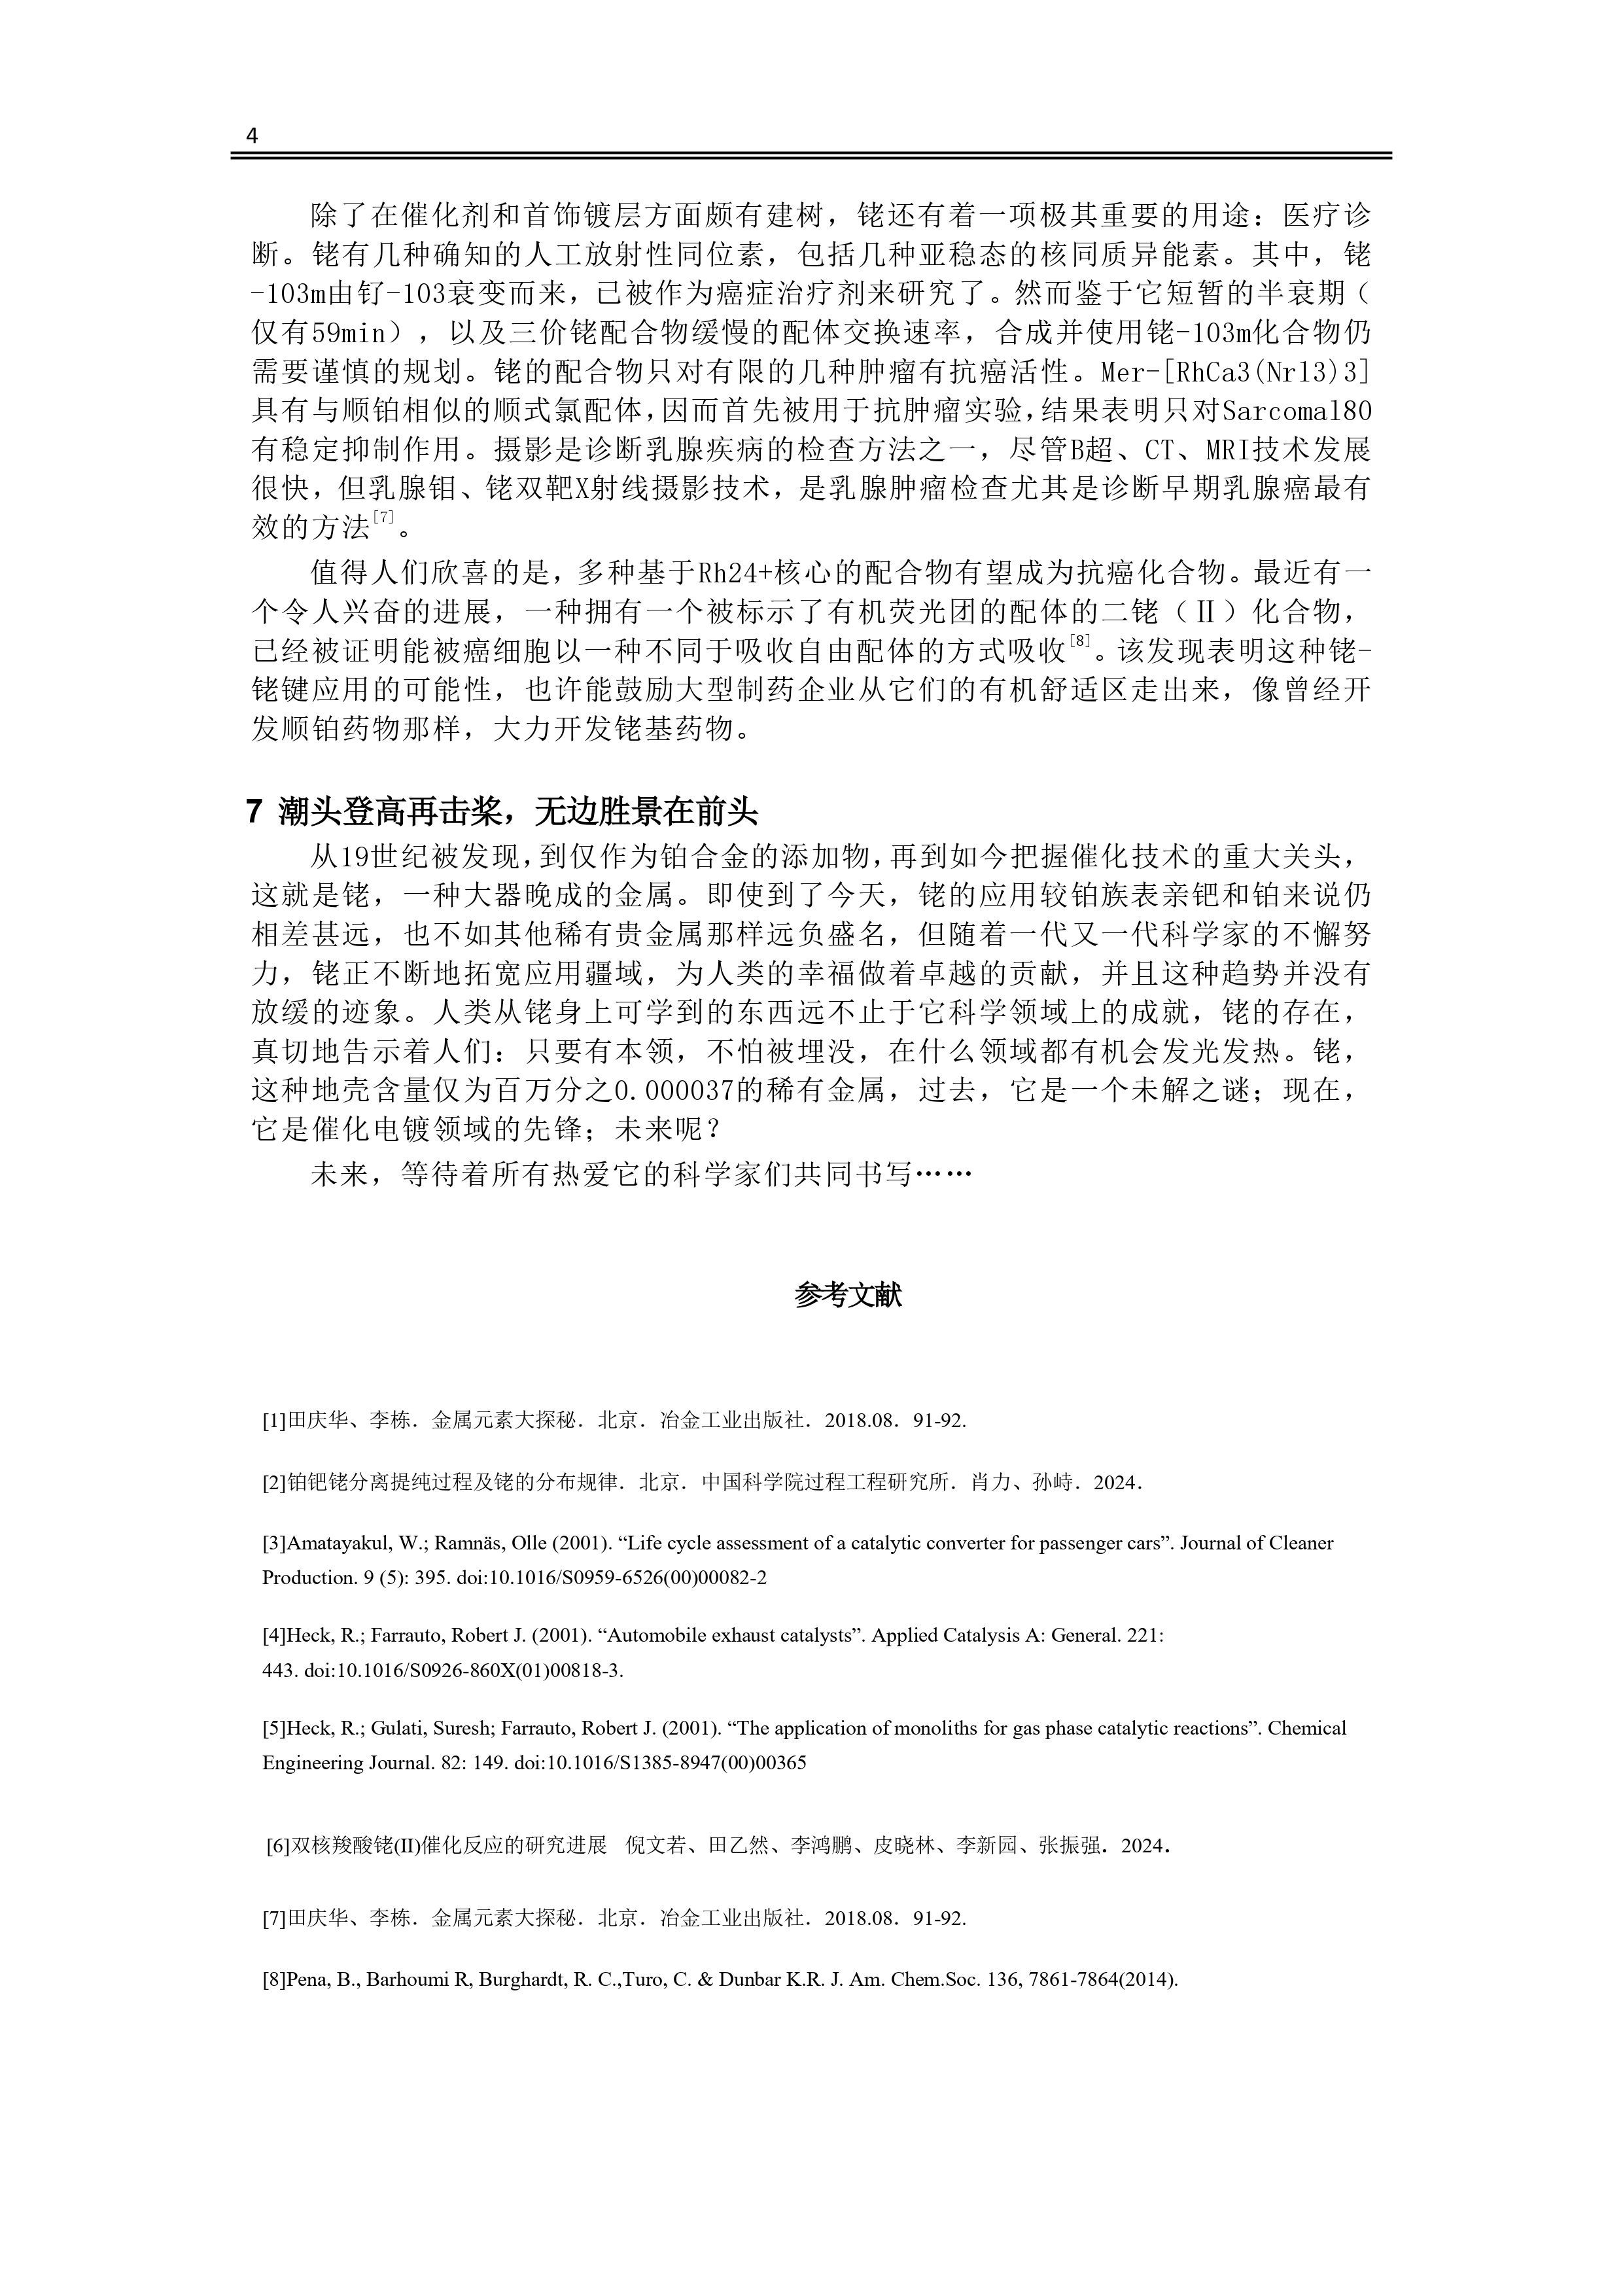 4
除了在催化剂和首饰镀层方面颇有建树，铑还有着一项极其重要的用途：医疗诊
断。铑有几种确知的人工放射性同位素，包括几种亚稳态的核同质异能素。其中，铑
-103m由钌-103衰变而来，已被作为癌症治疗剂来研究了。然而鉴于它短暂的半衰期（
仅有59min），以及三价铑配合物缓慢的配体交换速率，合成并使用铑-103m化合物仍
需要谨慎的规划。铑的配合物只对有限的几种肿瘤有抗癌活性。Mer-[RhCa3(Nrl3)3]
具有与顺铂相似的顺式氯配体，因而首先被用于抗肿瘤实验，结果表明只对Sarcomal80
有稳定抑制作用。摄影是诊断乳腺疾病的检查方法之一，尽管B超、CT、MRI技术发展
很快，但乳腺钼、铑双靶X射线摄影技术，是乳腺肿瘤检查尤其是诊断早期乳腺癌最有
效的方法[7]。
值得人们欣喜的是，多种基于Rh24+核心的配合物有望成为抗癌化合物。最近有一
个令人兴奋的进展，一种拥有一个被标示了有机荧光团的配体的二铑（Ⅱ）化合物，
已经被证明能被癌细胞以一种不同于吸收自由配体的方式吸收[8]。该发现表明这种铑-
铑键应用的可能性，也许能鼓励大型制药企业从它们的有机舒适区走出来，像曾经开
发顺铂药物那样，大力开发铑基药物。
7 潮头登高再击桨，无边胜景在前头
从19世纪被发现，到仅作为铂合金的添加物，再到如今把握催化技术的重大关头，
这就是铑，一种大器晚成的金属。即使到了今天，铑的应用较铂族表亲钯和铂来说仍
相差甚远，也不如其他稀有贵金属那样远负盛名，但随着一代又一代科学家的不懈努
力，铑正不断地拓宽应用疆域，为人类的幸福做着卓越的贡献，并且这种趋势并没有
放缓的迹象。人类从铑身上可学到的东西远不止于它科学领域上的成就，铑的存在，
真切地告示着人们：只要有本领，不怕被埋没，在什么领域都有机会发光发热。铑，
这种地壳含量仅为百万分之0.000037的稀有金属，过去，它是一个未解之谜；现在，
它是催化电镀领域的先锋；未来呢？
未来，等待着所有热爱它的科学家们共同书写……
参考文献
[1]田庆华、李栋．金属元素大探秘．北京．冶金工业出版社．2018.08．91-92.
[2]铂钯铑分离提纯过程及铑的分布规律．北京．中国科学院过程工程研究所．肖力、孙峙．2024．
[3]Amatayakul, W.; Ramnäs, Olle (2001). “Life cycle assessment of a catalytic converter for passenger cars”. Journal of Cleaner
Production. 9 (5): 395. doi:10.1016/S0959-6526(00)00082-2
[4]Heck, R.; Farrauto, Robert J. (2001). “Automobile exhaust catalysts”. Applied Catalysis A: General. 221:
443. doi:10.1016/S0926-860X(01)00818-3.
[5]Heck, R.; Gulati, Suresh; Farrauto, Robert J. (2001). “The application of monoliths for gas phase catalytic reactions”. Chemical
Engineering Journal. 82: 149. doi:10.1016/S1385-8947(00)00365
[6]双核羧酸铑(II)催化反应的研究进展 倪文若、田乙然、李鸿鹏、皮晓林、李新园、张振强．2024．
[7]田庆华、李栋．金属元素大探秘．北京．冶金工业出版社．2018.08．91-92.
[8]Pena, B., Barhoumi R, Burghardt, R. C.,Turo, C. & Dunbar K.R. J. Am. Chem.Soc. 136, 7861-7864(2014).